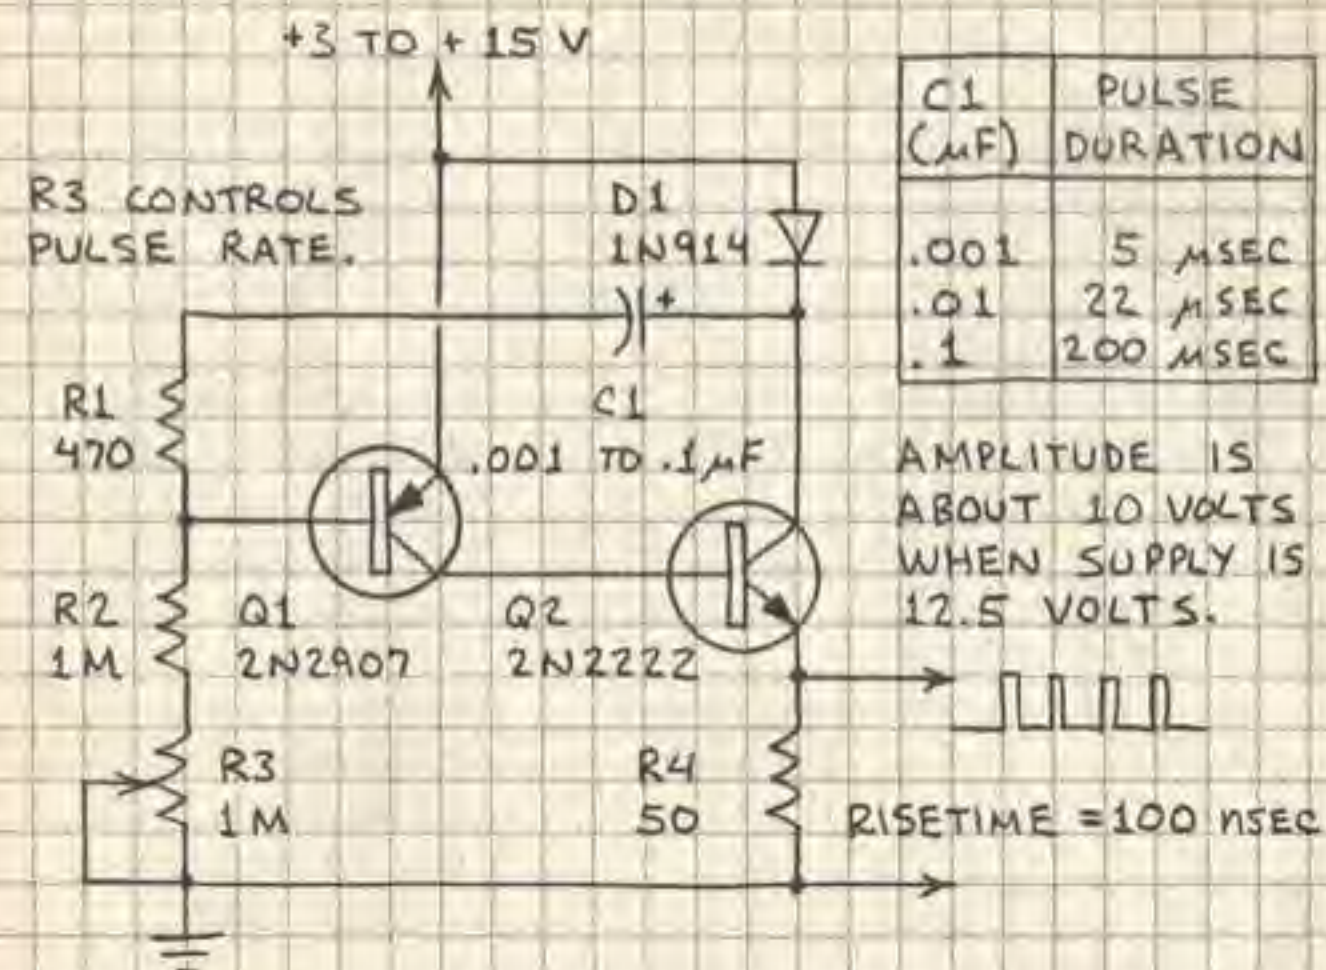 +3 TO + 15 V
R3 CONTROLS
PULSE RATE.
D1
1N914
+
C1
.001 TO .1μF
R1
470
R2
1M
Q1
2N2907
Q2
2N2222
R3
1M
R4
50
C1 PULSE
(μF) DURATION
.001 5 μSEC
.01 22 μSEC
.1 200 μSEC
AMPLITUDE IS
ABOUT 10 VOLTS
WHEN SUPPLY IS
12.5 VOLTS.
RISETIME = 100 nSEC